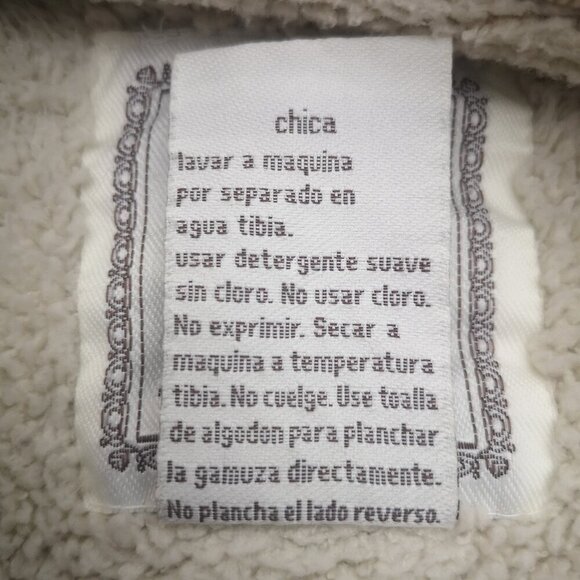 chica
lavar a maquina
por separado en
agua tibia.
usar detergente suave
sin cloro. No usar cloro.
No exprimir. Secar a
maquina a temperatura
tibia. No cuelge. Use toalla
de algodon para planchar
la gamuza directamente.
No plancha el lado reverso.